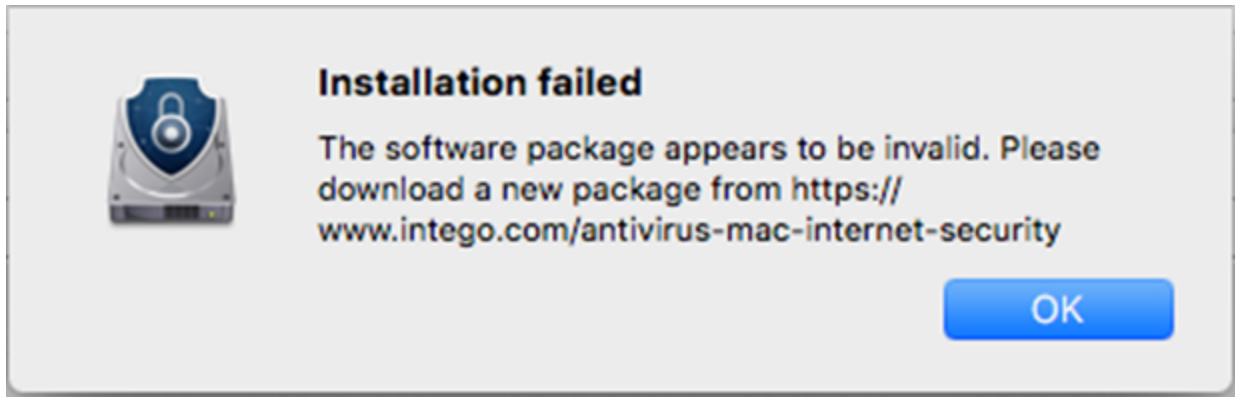 Installation failed
The software package appears to be invalid. Please
download a new package from https://
www.intego.com/antivirus-mac-internet-security
OK